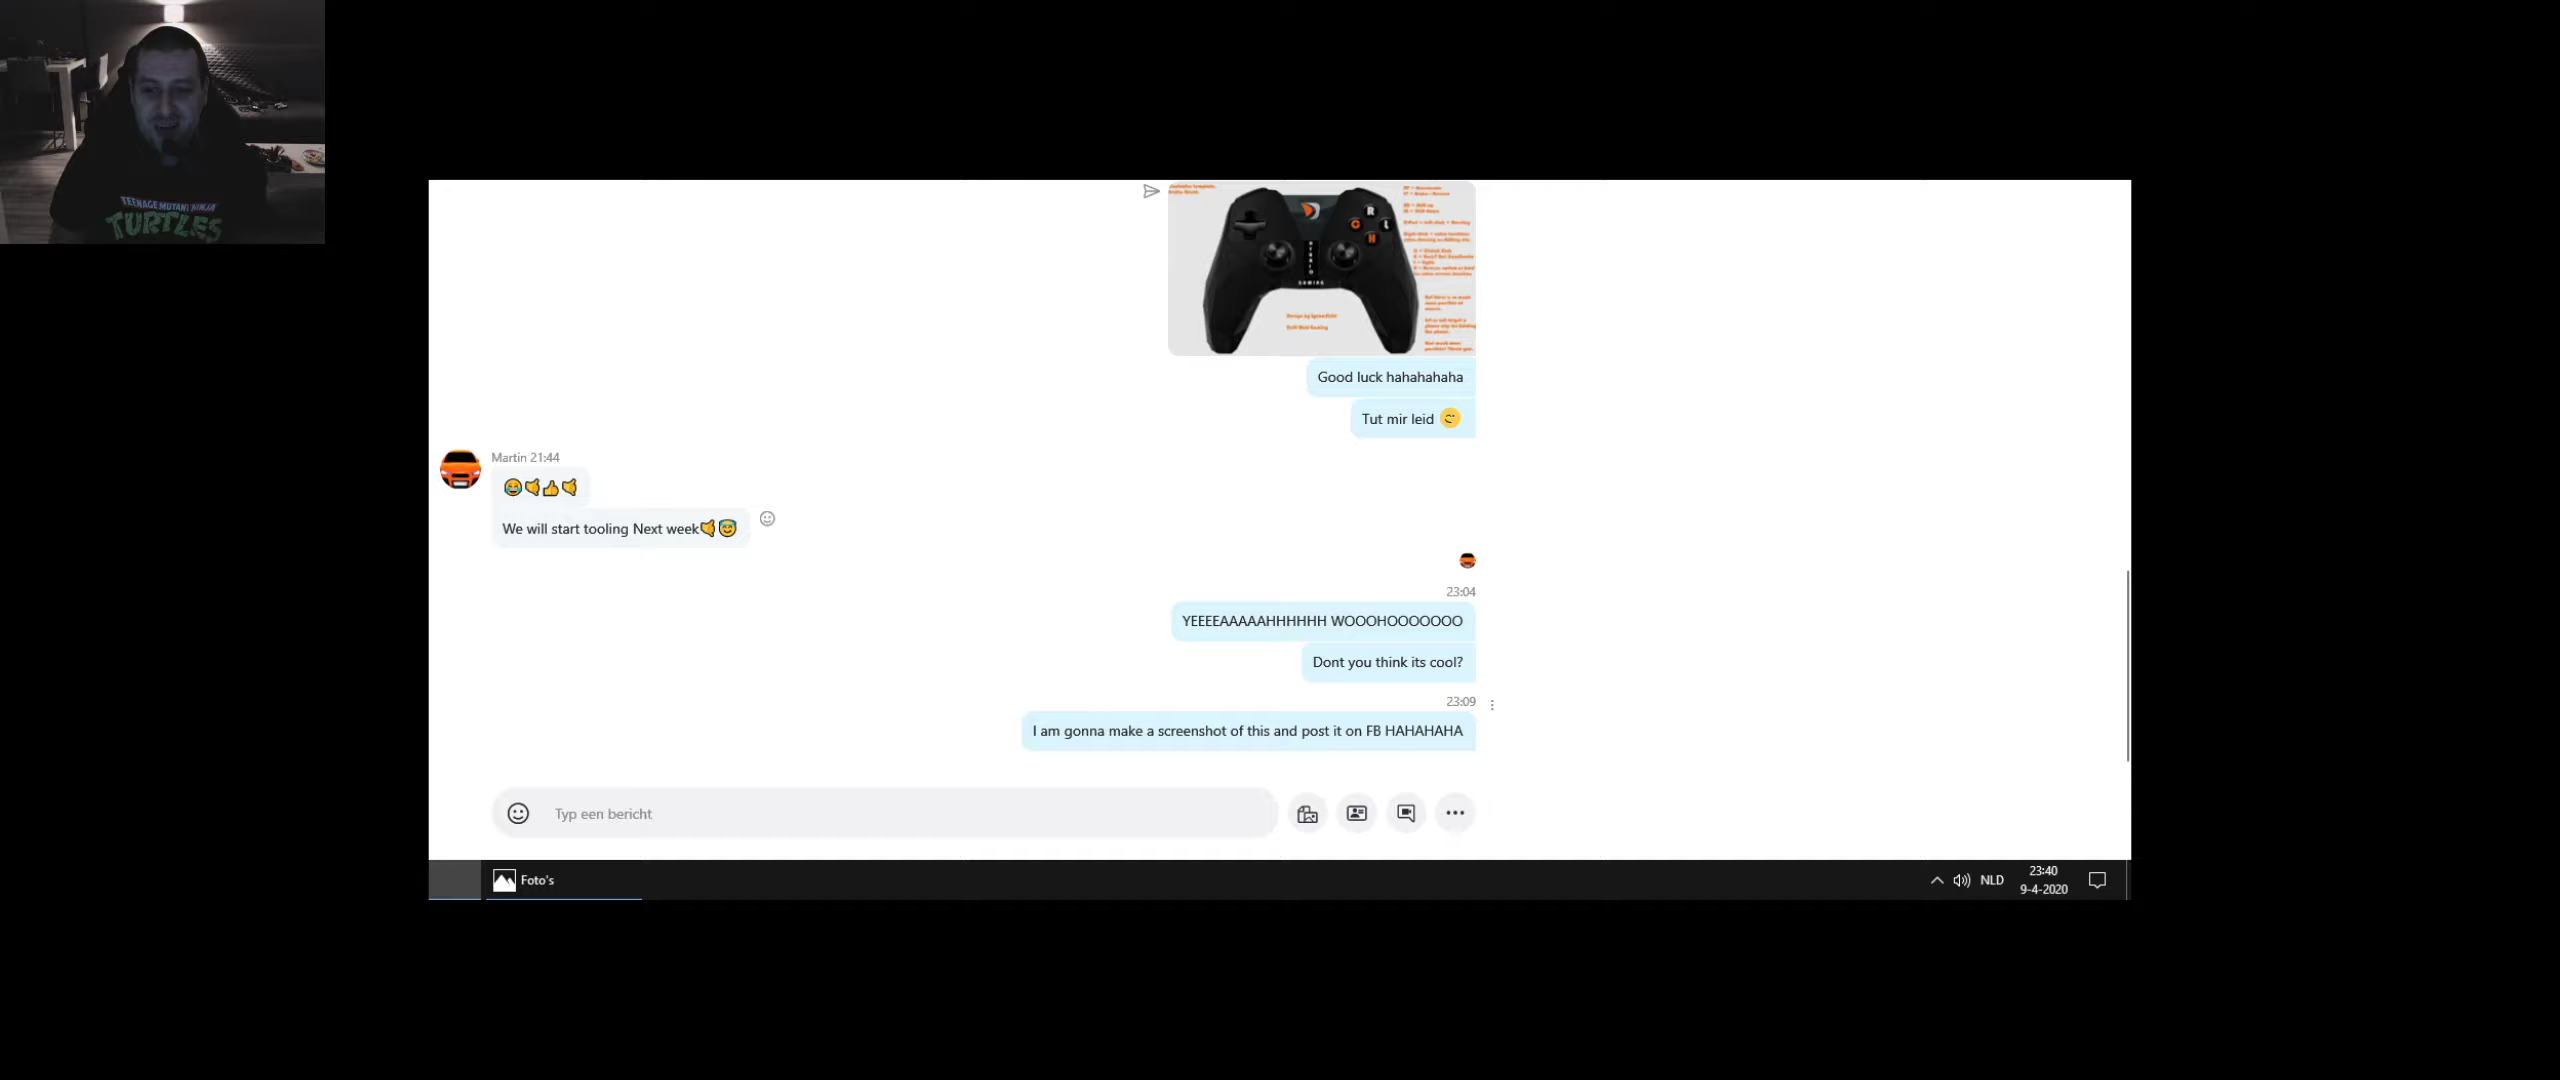 TEENAGE MUTANT NINJA
TURTLES
R
L
O
H
GAMING
Good luck hahahahaha
Tut mir leid
Martin 21:44
We will start tooling Next week
23:04
YEEEEAAAAAHHHHHH WOOOHOOOOOOO
Dont you think its cool?
23:09
I am gonna make a screenshot of this and post it on FB HAHAHAHA
Typ een bericht
Foto's
NLD
23:40
9-4-2020